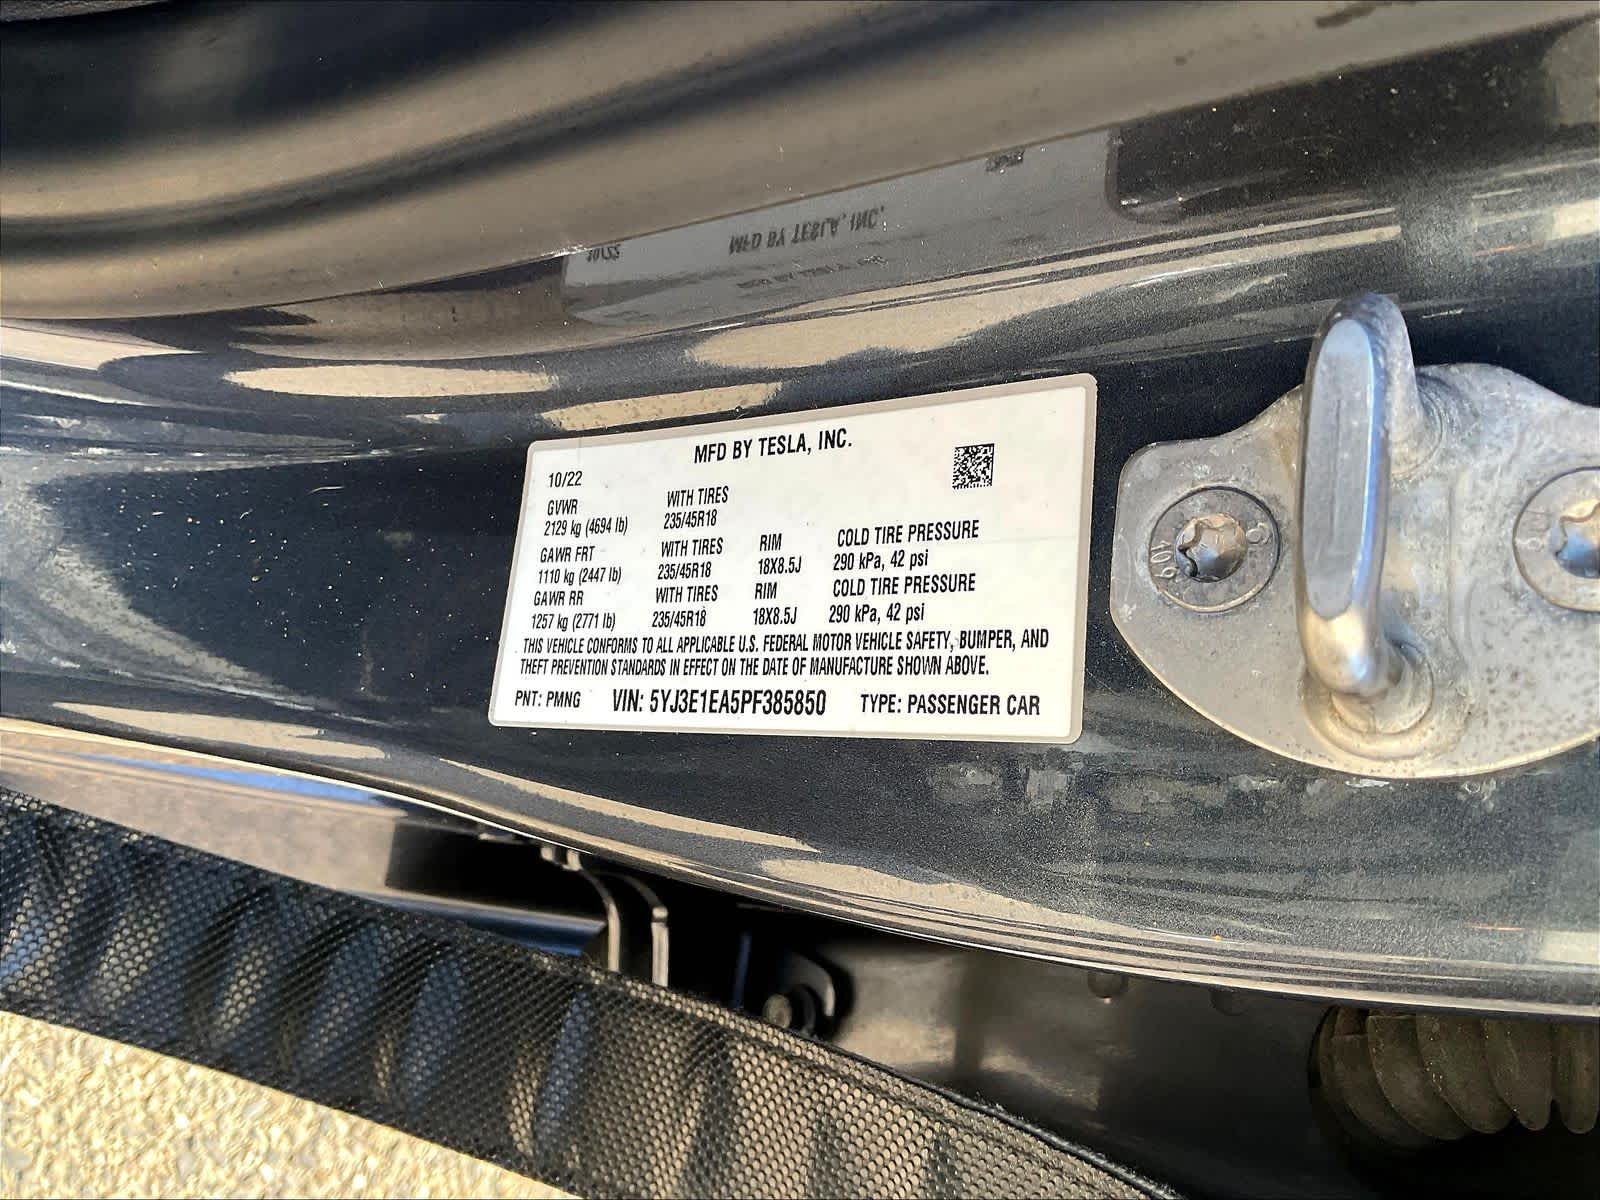 MFD BY TESLA, INC.
10/22
GVWR WITH TIRES
2129 kg (4694 lb) 235/45R18
GAWR FRT WITH TIRES RIM COLD TIRE PRESSURE
1110 kg (2447 lb) 235/45R18 18X8.5J 290 kPa, 42 psi
GAWR RR WITH TIRES RIM COLD TIRE PRESSURE
1257 kg (2771 lb) 235/45R18 18X8.5J 290 kPa, 42 psi
THIS VEHICLE CONFORMS TO ALL APPLICABLE U.S. FEDERAL MOTOR VEHICLE SAFETY, BUMPER, AND
THEFT PREVENTION STANDARDS IN EFFECT ON THE DATE OF MANUFACTURE SHOWN ABOVE.
PNT: PMNG VIN: 5YJ3E1EA5PF385850 TYPE: PASSENGER CAR